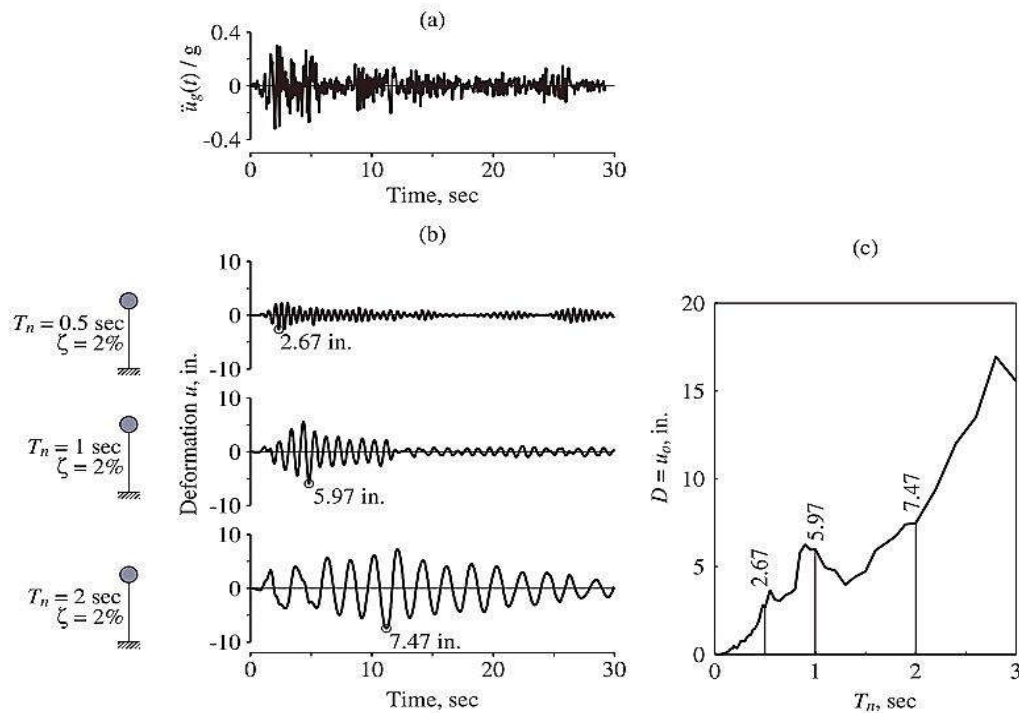 (a)
0.4
0
-0.4
ü_g(t) / g
0 10 20 30
Time, sec
(b)
T_n = 0.5 sec
ζ = 2%
T_n = 1 sec
ζ = 2%
T_n = 2 sec
ζ = 2%
Deformation u, in.
10
0
-10
2.67 in.
10
0
-10
5.97 in.
10
0
-10
7.47 in.
0 10 20 30
Time, sec
(c)
D = u_o, in.
20
15
10
5
0
2.67
5.97
7.47
0 1 2 3
T_n, sec